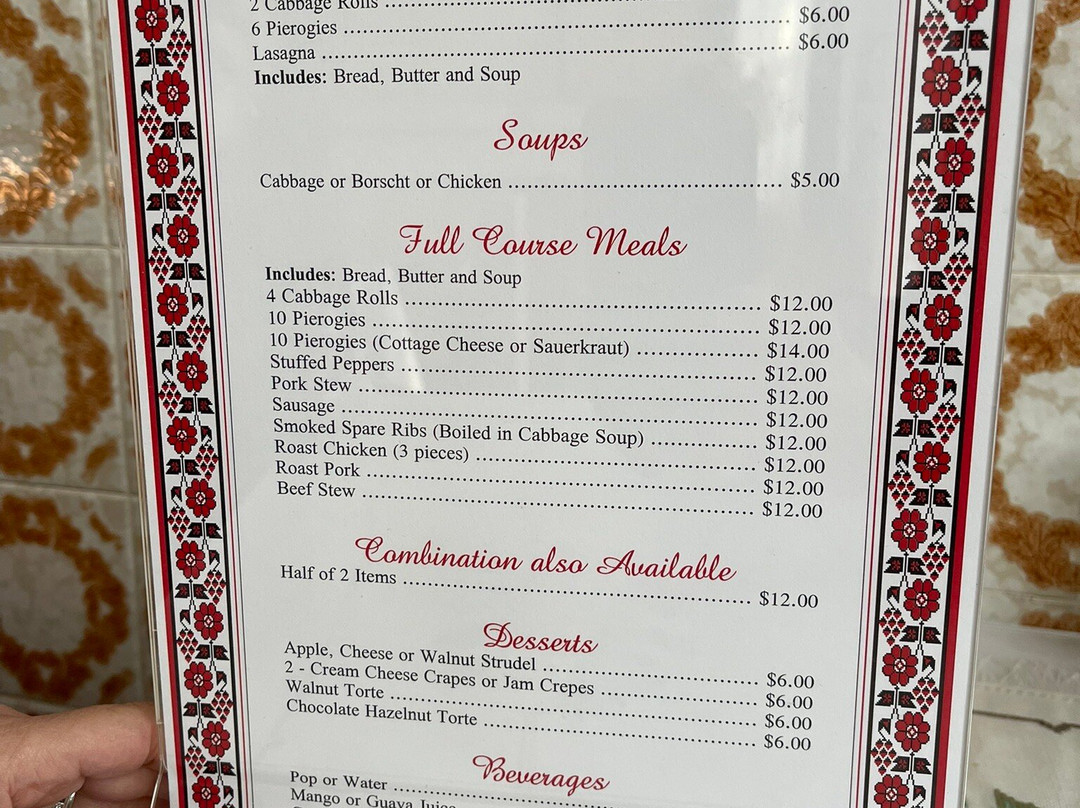 2 Cabbage Rolls ........................................................
6 Pierogies ........................................................ $6.00
Lasagna ........................................................ $6.00
Includes: Bread, Butter and Soup
Soups
Cabbage or Borscht or Chicken ........................................ $5.00
Full Course Meals
Includes: Bread, Butter and Soup
4 Cabbage Rolls ........................................................ $12.00
10 Pierogies ........................................................ $12.00
10 Pierogies (Cottage Cheese or Sauerkraut) .................. $14.00
Stuffed Peppers ........................................................ $12.00
Pork Stew ........................................................ $12.00
Sausage ........................................................ $12.00
Smoked Spare Ribs (Boiled in Cabbage Soup) ................ $12.00
Roast Chicken (3 pieces) ........................................ $12.00
Roast Pork ........................................................ $12.00
Beef Stew ........................................................ $12.00
Combination also Available
Half of 2 Items ........................................................ $12.00
Desserts
Apple, Cheese or Walnut Strudel ................................ $6.00
2 - Cream Cheese Crapes or Jam Crepes ........................ $6.00
Walnut Torte ........................................................ $6.00
Chocolate Hazelnut Torte ........................................ $6.00
Beverages
Pop or Water ........................................
Mango or Guava Juice